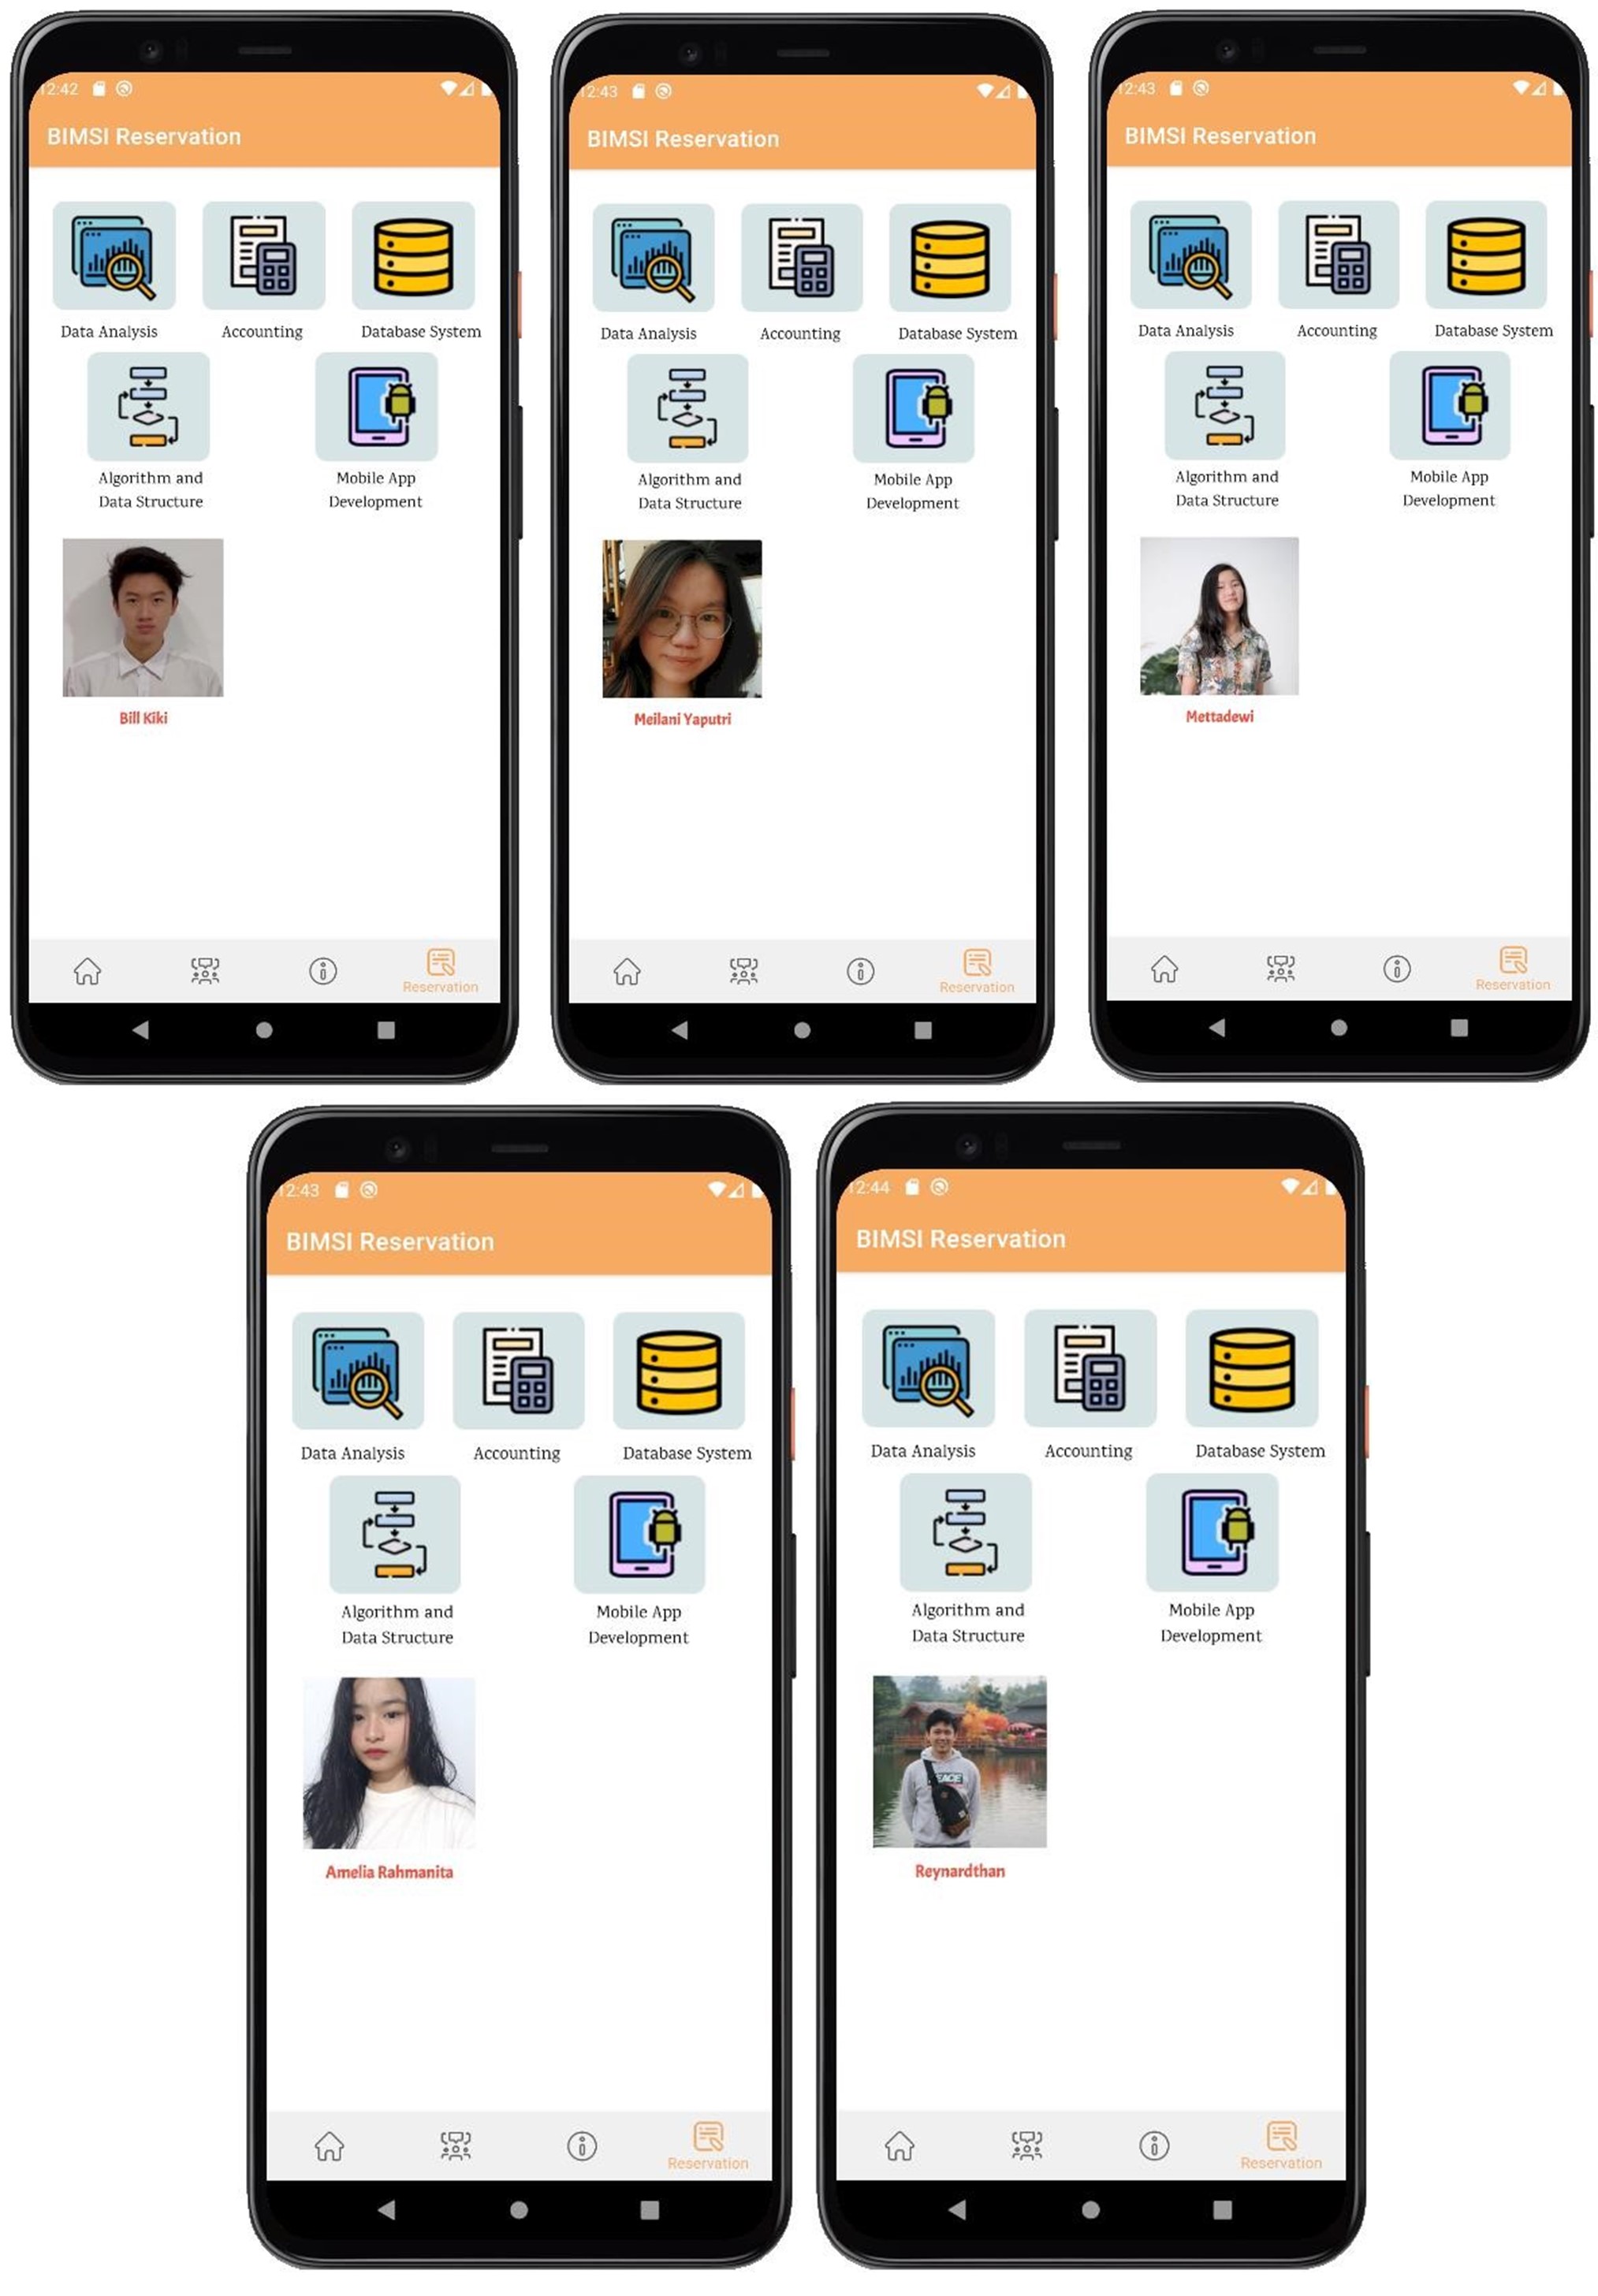 12:42
BIMSI Reservation
Data Analysis
Accounting
Database System
Algorithm and
Data Structure
Mobile App
Development
Bill Kiki
Reservation
12:43
BIMSI Reservation
Data Analysis
Accounting
Database System
Algorithm and
Data Structure
Mobile App
Development
Meilani Yaputri
Reservation
12:43
BIMSI Reservation
Data Analysis
Accounting
Database System
Algorithm and
Data Structure
Mobile App
Development
Mettadewi
Reservation
12:43
BIMSI Reservation
Data Analysis
Accounting
Database System
Algorithm and
Data Structure
Mobile App
Development
Amelia Rahmanita
Reservation
12:44
BIMSI Reservation
Data Analysis
Accounting
Database System
Algorithm and
Data Structure
Mobile App
Development
Reynardthan
Reservation